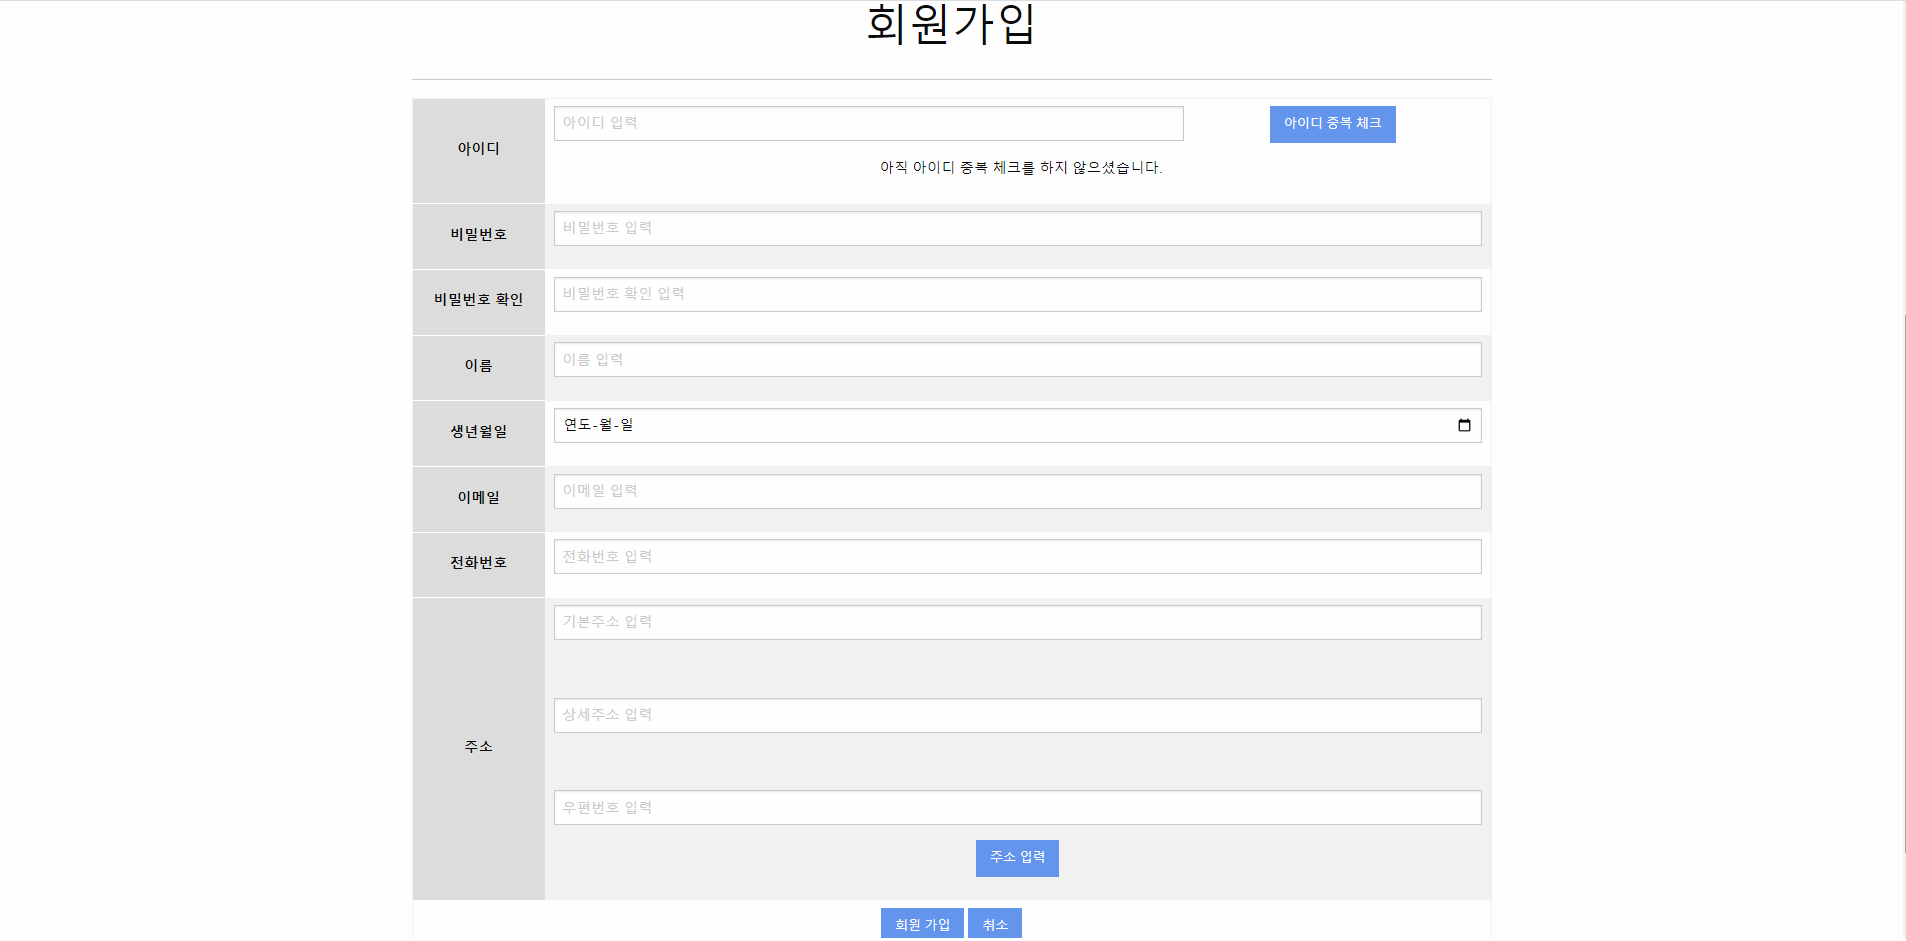 회원가입
아이디
아이디 입력
아이디 중복 체크
아직 아이디 중복 체크를 하지 않으셨습니다.
비밀번호
비밀번호 입력
비밀번호 확인
비밀번호 확인 입력
이름
이름 입력
생년월일
연도-월-일
이메일
이메일 입력
전화번호
전화번호 입력
주소
기본주소 입력
상세주소 입력
우편번호 입력
주소 입력
회원 가입
취소